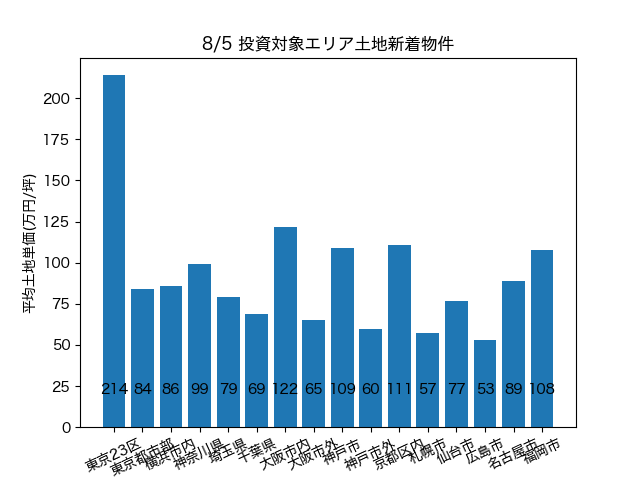 8/5 投資対象エリア土地新着物件
平均土地単価(万円/坪)
200
175
150
125
100
75
50
25
0
214 84 86 99 79 69 122 65 109 60 111 57 77 53 89 108
東京23区
東京都市部
横浜市内
神奈川県
埼玉県
千葉県
大阪市内
大阪市外
神戸市
神戸市外
京都区内
札幌市
仙台市
広島市
名古屋市
福岡市